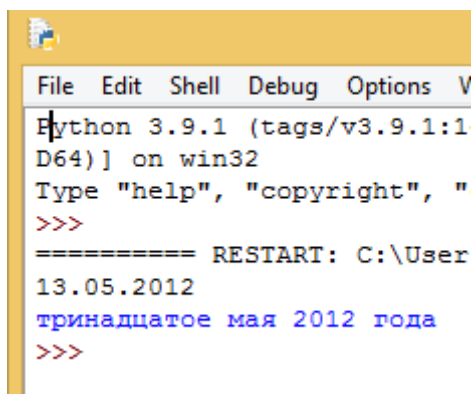 File Edit Shell Debug Options
Python 3.9.1 (tags/v3.9.1:1
D64)] on win32
Type "help", "copyright", "
>>>
========== RESTART: C:\User
13.05.2012
тринадцатое мая 2012 года
>>>